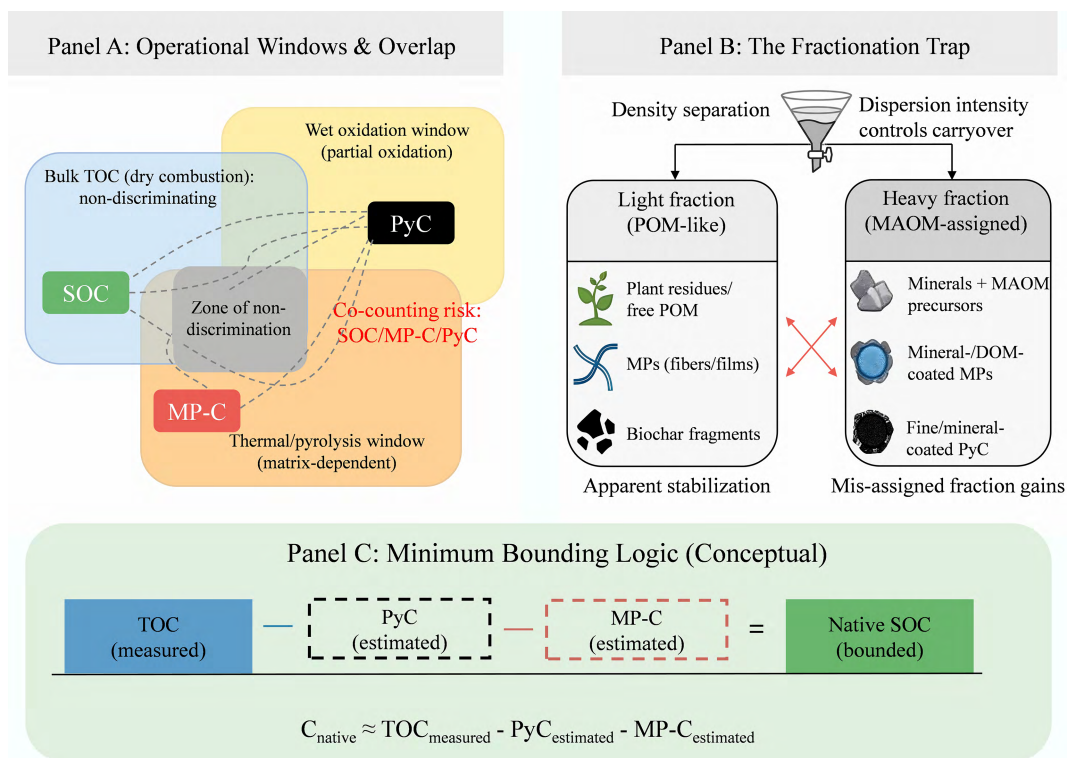 Panel A: Operational Windows & Overlap
Wet oxidation window
(partial oxidation)
Bulk TOC (dry combustion):
non-discriminating
PyC
SOC
Zone of non-
discrimination
Co-counting risk:
SOC/MP-C/PyC
MP-C
Thermal/pyrolysis window
(matrix-dependent)
Panel B: The Fractionation Trap
Density separation
Dispersion intensity
controls carryover
Light fraction
(POM-like)
Plant residues/
free POM
MPs (fibers/films)
Biochar fragments
Apparent stabilization
Heavy fraction
(MAOM-assigned)
Minerals + MAOM
precursors
Mineral-/DOM-
coated MPs
Fine/mineral-
coated PyC
Mis-assigned fraction gains
Panel C: Minimum Bounding Logic (Conceptual)
TOC
(measured)
—
PyC
(estimated)
—
MP-C
(estimated)
=
Native SOC
(bounded)
C_native ≈ TOC_measured - PyC_estimated - MP-C_estimated